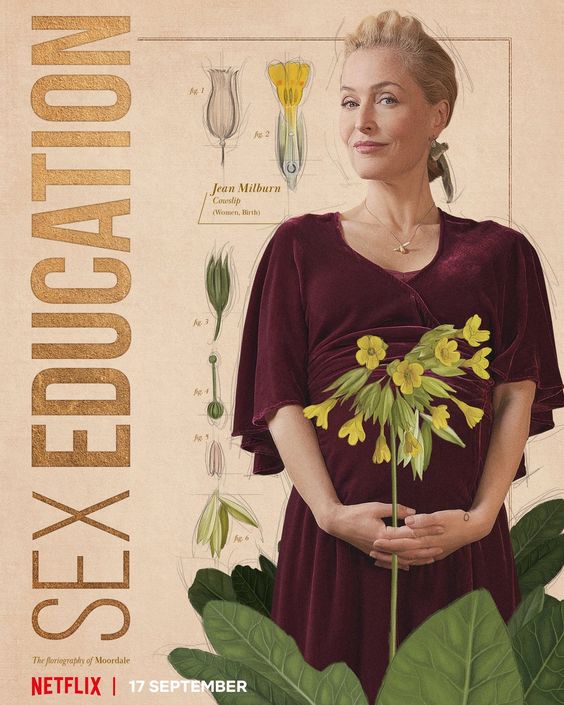 SEX EDUCATION
fig. 1
fig. 2
Jean Milburn
Cowslip
(Women, Birth)
fig. 3
fig. 4
fig. 5
fig. 6
The floriography of Moordale
NETFLIX | 17 SEPTEMBER